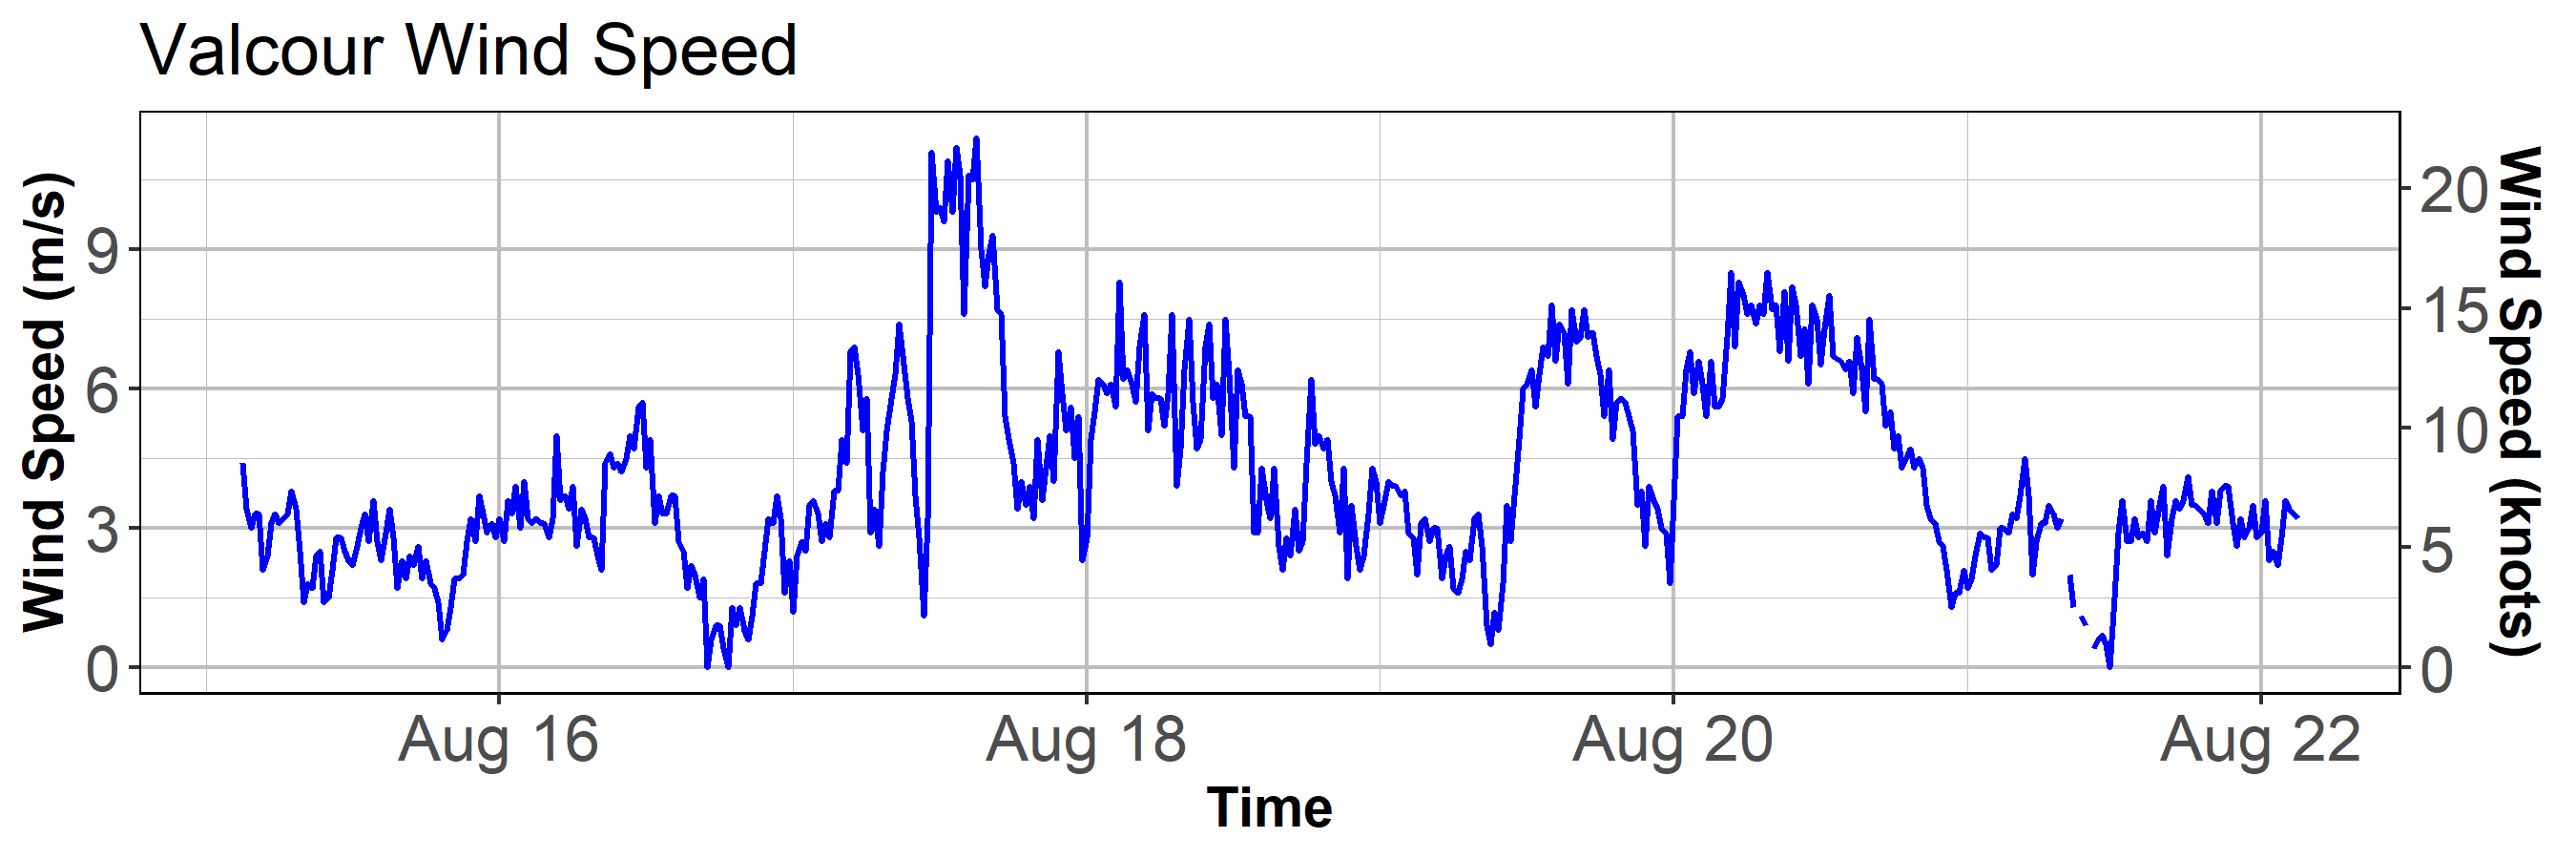 Valcour Wind Speed
Wind Speed (m/s)
9
6
3
0
20
15
10
5
0
Wind Speed (knots)
Aug 16
Aug 18
Aug 20
Aug 22
Time